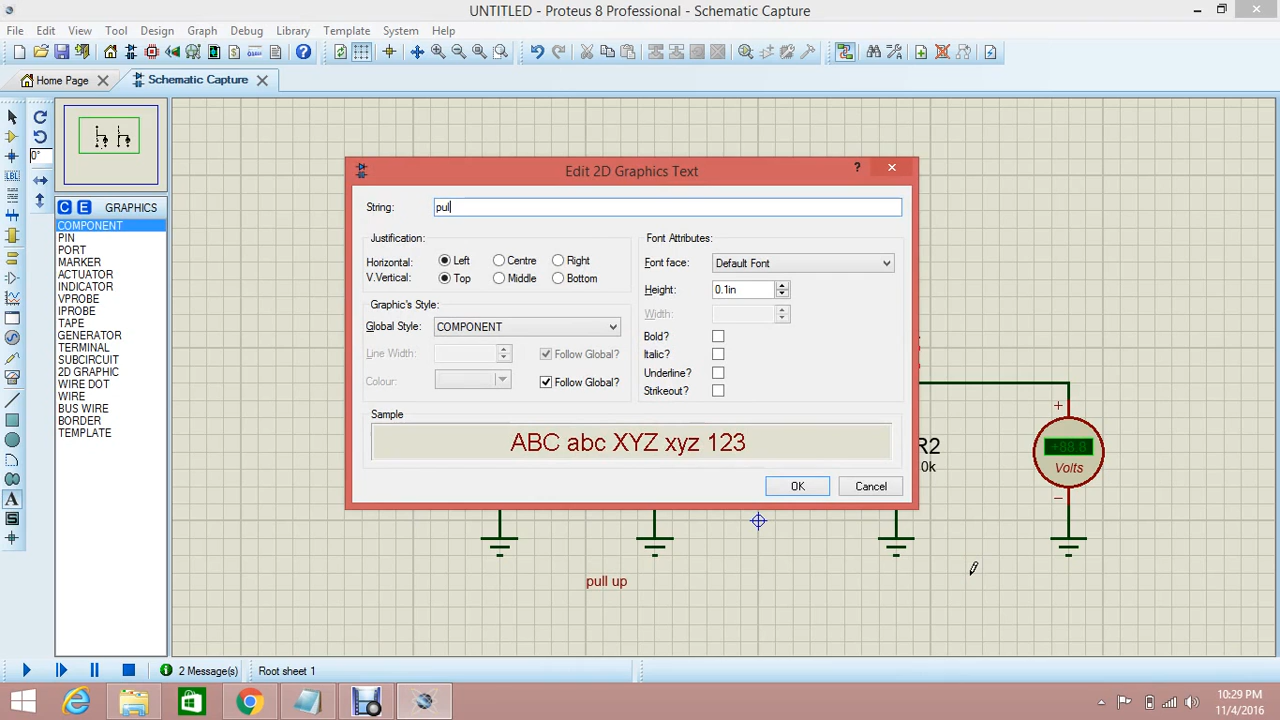 UNTITLED - Proteus 8 Professional - Schematic Capture
File Edit View Tool Design Graph Debug Library Template System Help
Home Page
Schematic Capture
0°
LBL
C E GRAPHICS
COMPONENT
PIN
PORT
MARKER
ACTUATOR
INDICATOR
VPROBE
IPROBE
TAPE
GENERATOR
TERMINAL
SUBCIRCUIT
2D GRAPHIC
WIRE DOT
WIRE
BUS WIRE
BORDER
TEMPLATE
A
Edit 2D Graphics Text
String: pul
Justification:
Horizontal: Left Centre Right
V.Vertical: Top Middle Bottom
Graphic's Style:
Global Style: COMPONENT
Line Width: Follow Global?
Colour: Follow Global?
Font Attributes:
Font face: Default Font
Height: 0.1in
Width:
Bold?
Italic?
Underline?
Strikeout?
Sample
ABC abc XYZ xyz 123
OK Cancel
R2
0k
+88.8
Volts
pull up
2 Message(s) Root sheet 1
10:29 PM
11/4/2016